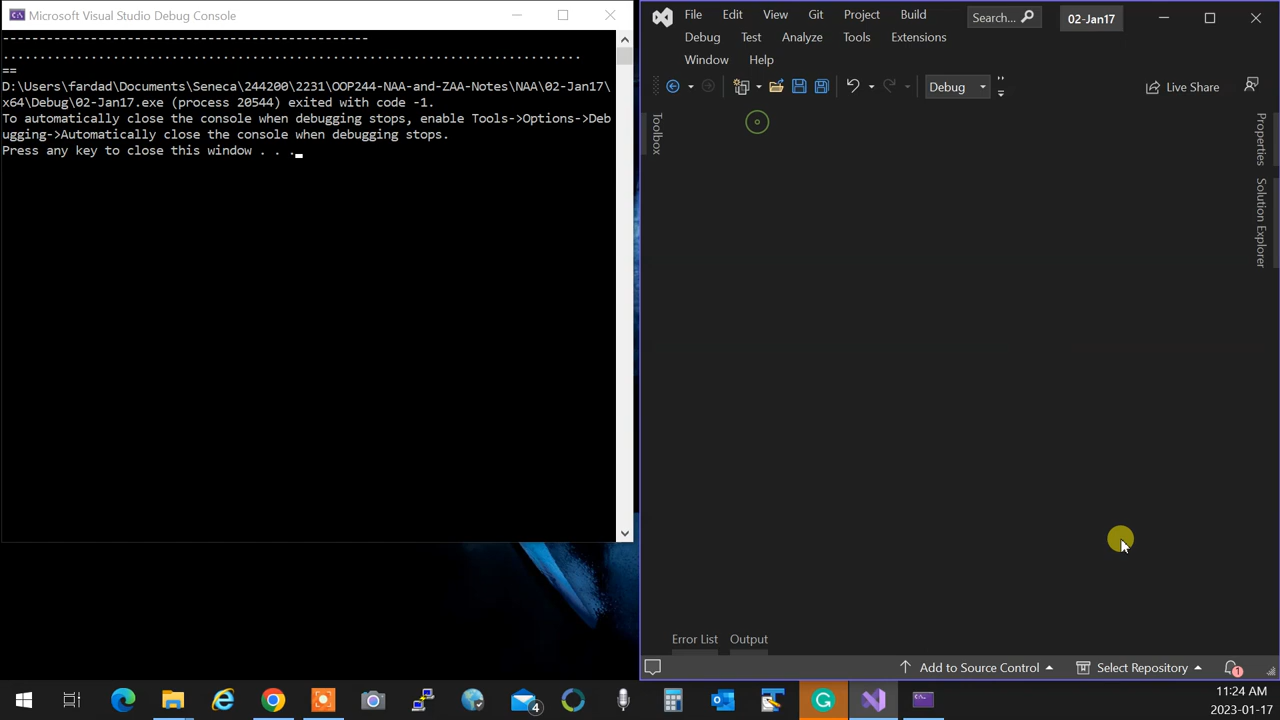 Microsoft Visual Studio Debug Console
--------------------------------------------------
...............................................................................
==
D:\Users\fardad\Documents\Seneca\244200\2231\OOP244-NAA-and-ZAA-Notes\NAA\02-Jan17\
x64\Debug\02-Jan17.exe (process 20544) exited with code -1.
To automatically close the console when debugging stops, enable Tools->Options->Deb
ugging->Automatically close the console when debugging stops.
Press any key to close this window . . .
File Edit View Git Project Build Search... 02-Jan17
Debug Test Analyze Tools Extensions
Window Help
Debug Live Share
Toolbox
Properties
Solution Explorer
Error List Output
Add to Source Control Select Repository 1
4
11:24 AM
2023-01-17